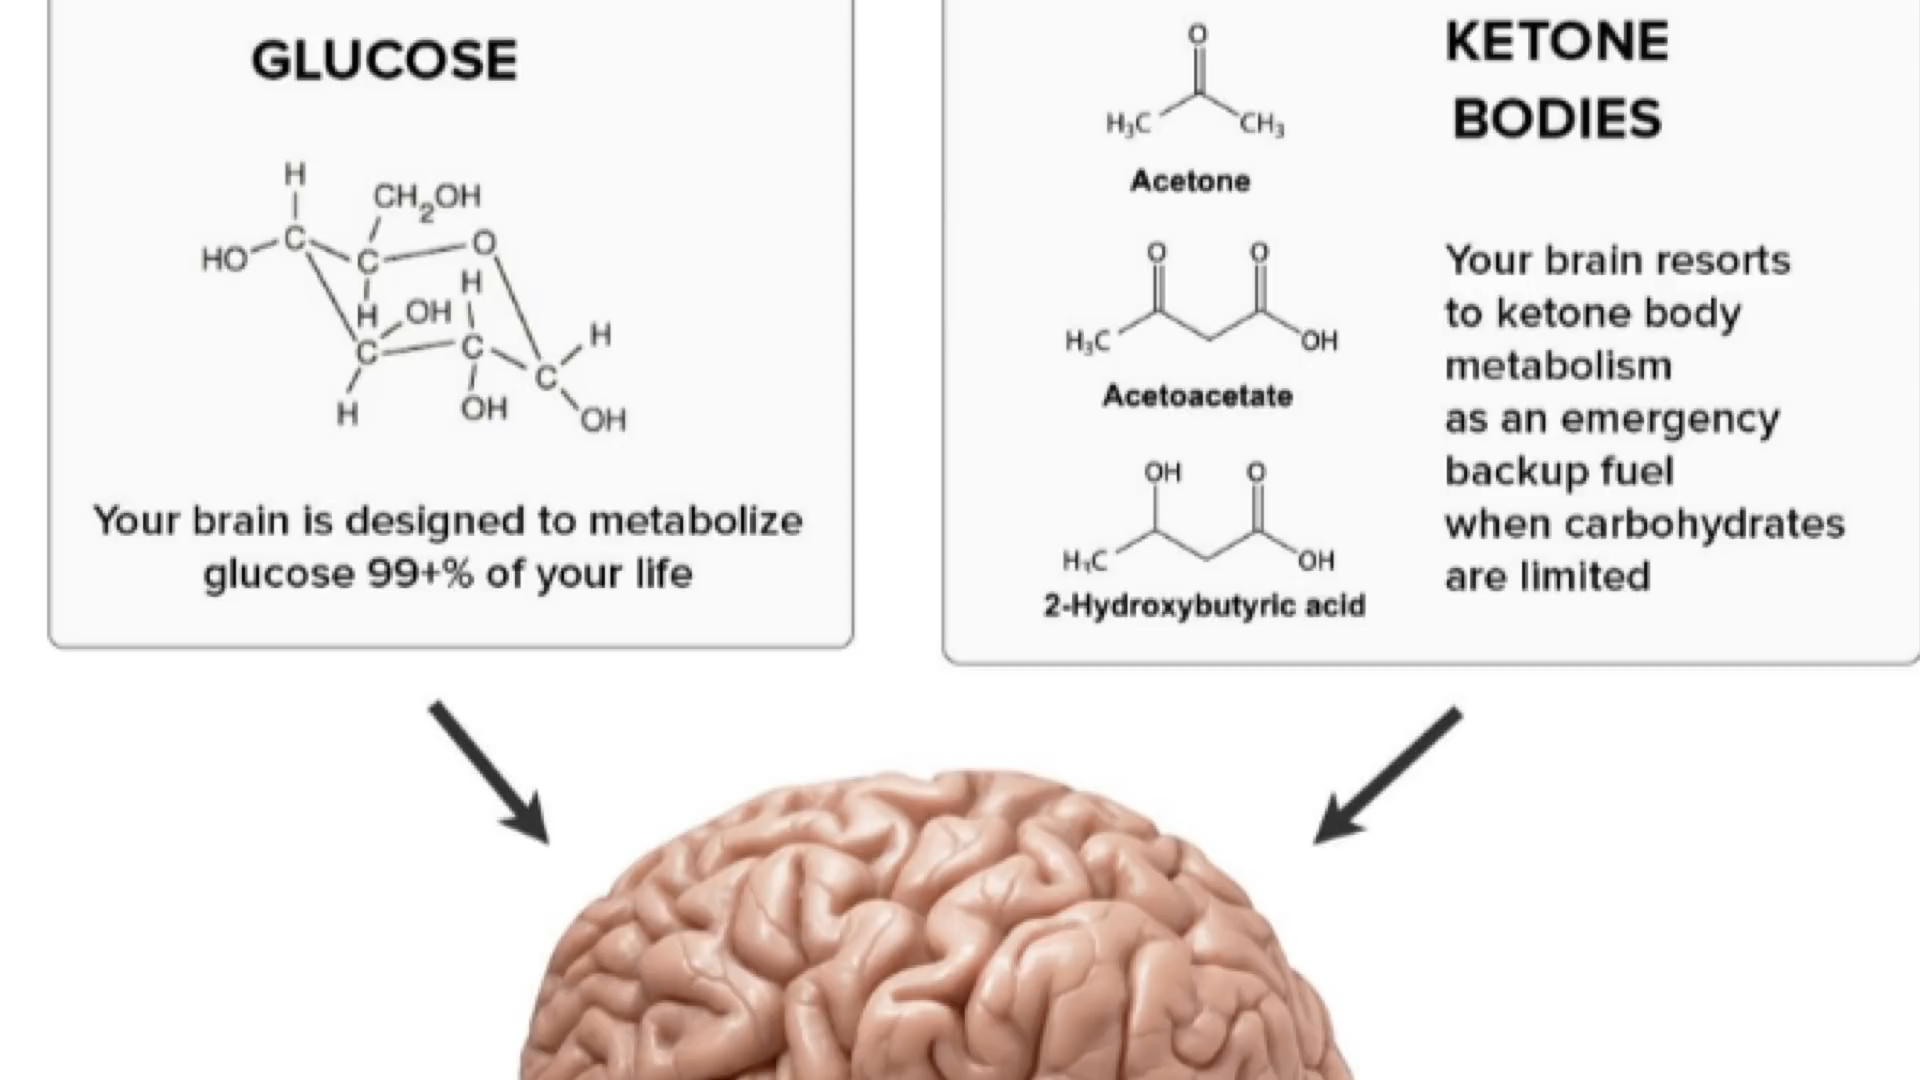 GLUCOSE
H
CH2OH
HO
C
C
O
H
H
OH
C
C
H
C
H
OH
OH
Your brain is designed to metabolize
glucose 99+% of your life
O
H3C
CH3
Acetone
O
O
H3C
OH
Acetoacetate
OH
O
H3C
OH
2-Hydroxybutyric acid
KETONE
BODIES
Your brain resorts
to ketone body
metabolism
as an emergency
backup fuel
when carbohydrates
are limited